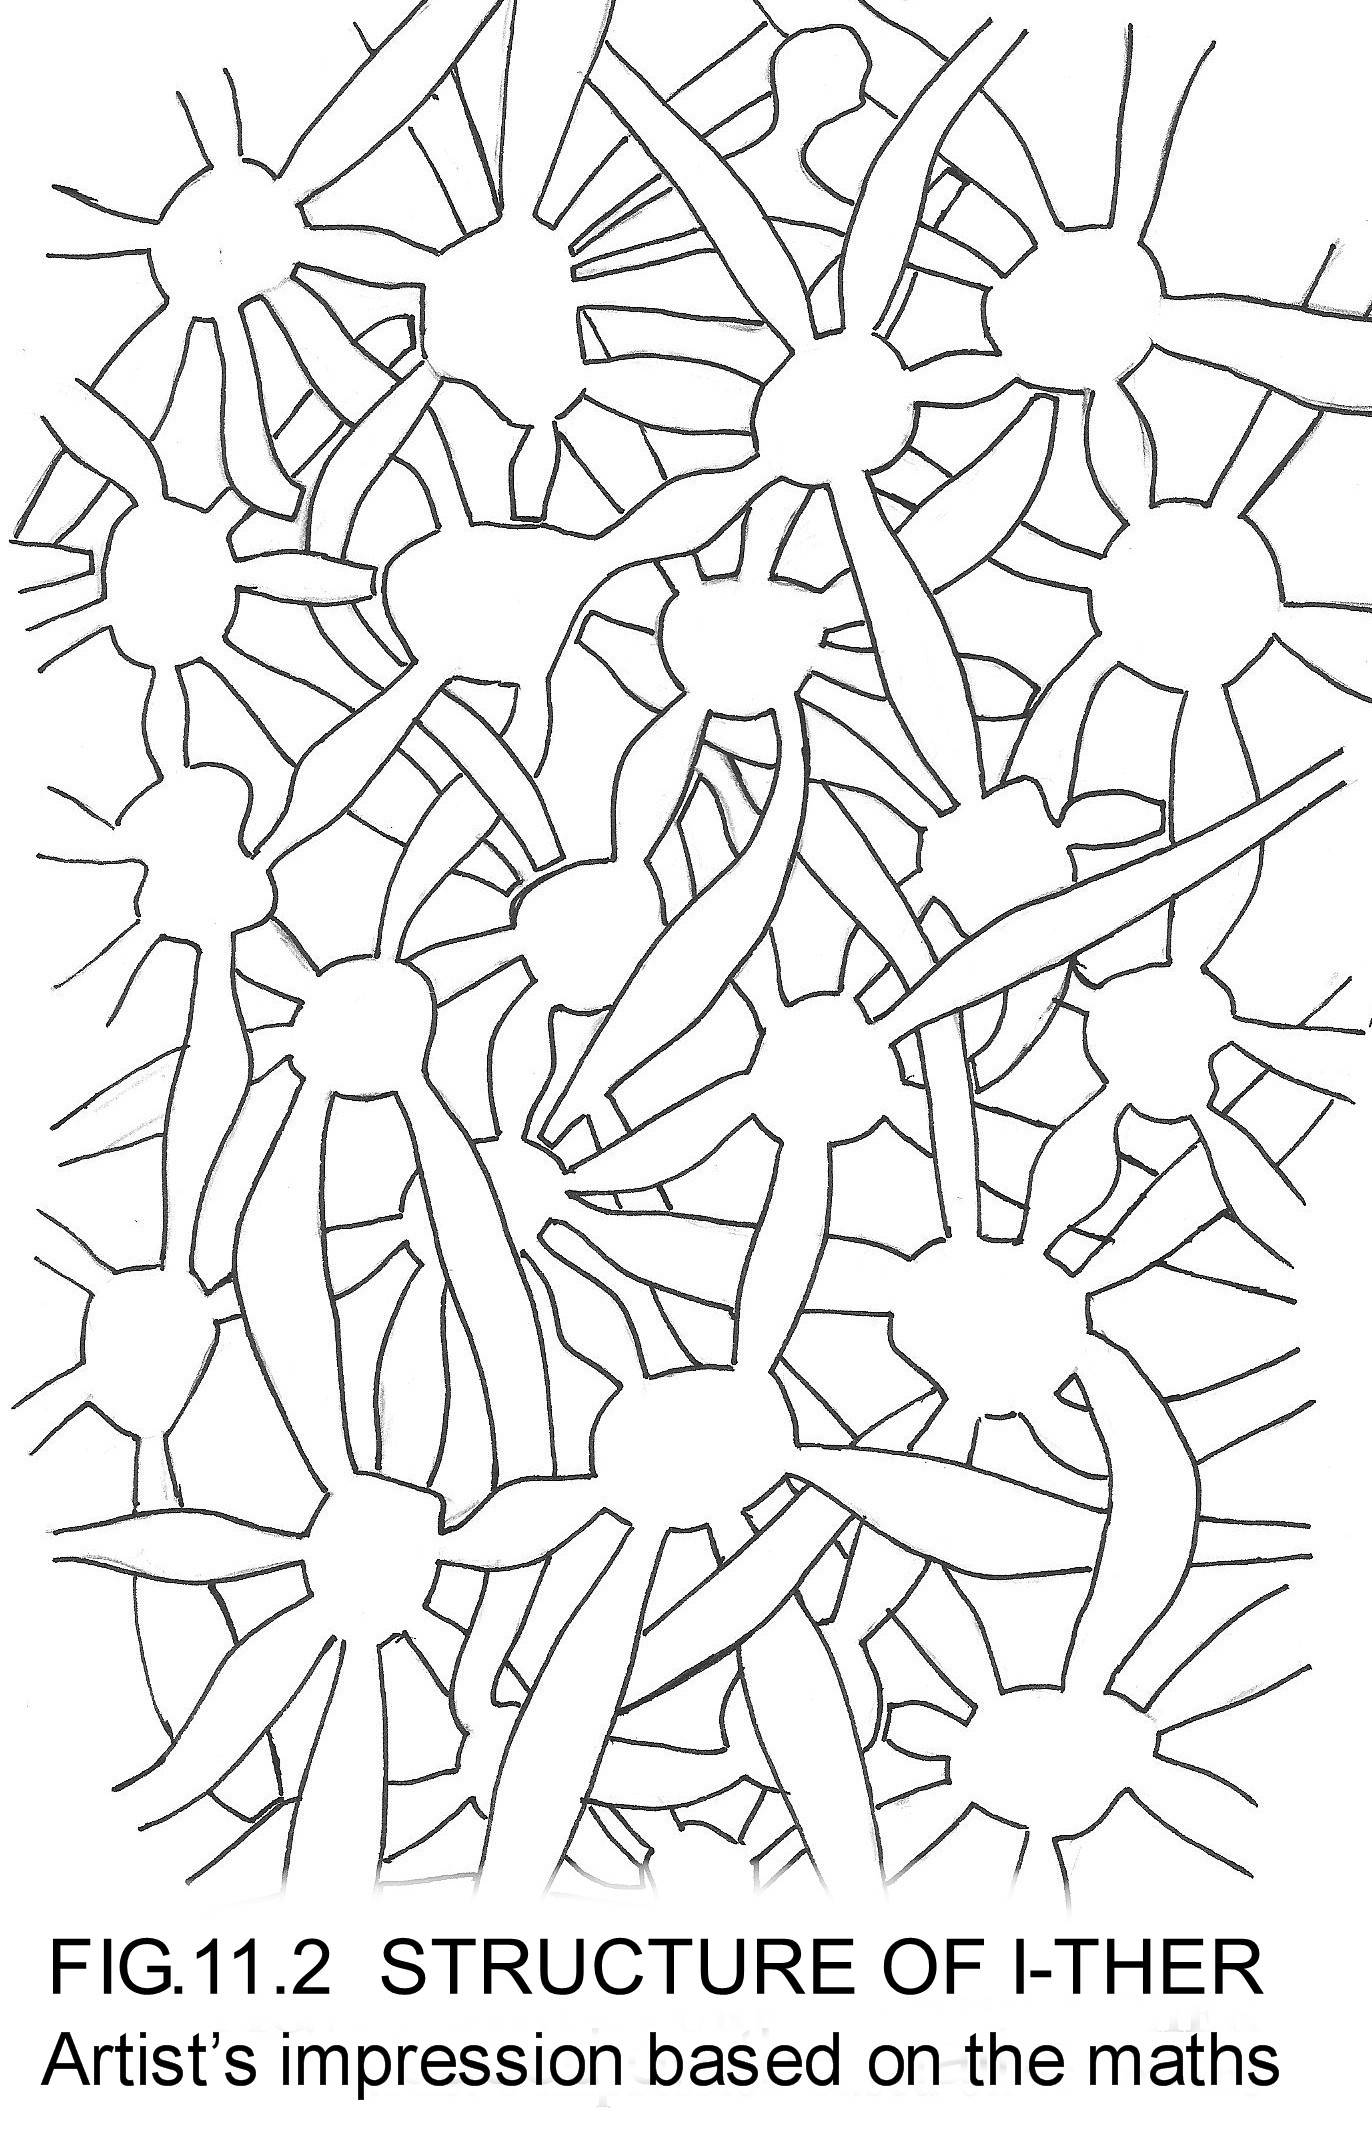 FIG.11.2 STRUCTURE OF I-THER
Artist’s impression based on the maths